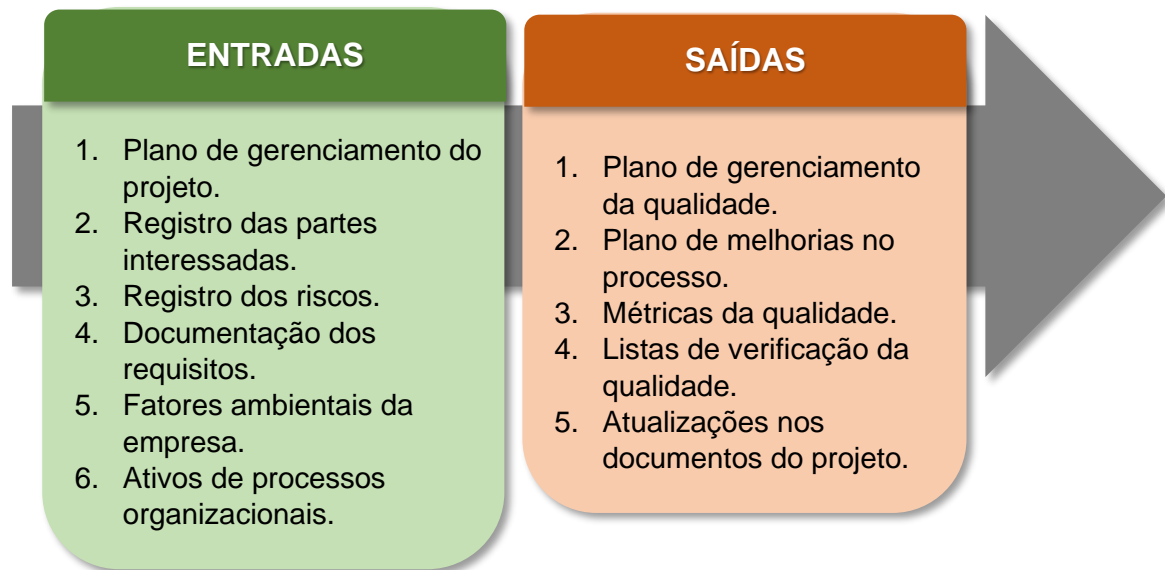 ENTRADAS
1. Plano de gerenciamento do
projeto.
2. Registro das partes
interessadas.
3. Registro dos riscos.
4. Documentação dos
requisitos.
5. Fatores ambientais da
empresa.
6. Ativos de processos
organizacionais.
SAÍDAS
1. Plano de gerenciamento
da qualidade.
2. Plano de melhorias no
processo.
3. Métricas da qualidade.
4. Listas de verificação da
qualidade.
5. Atualizações nos
documentos do projeto.